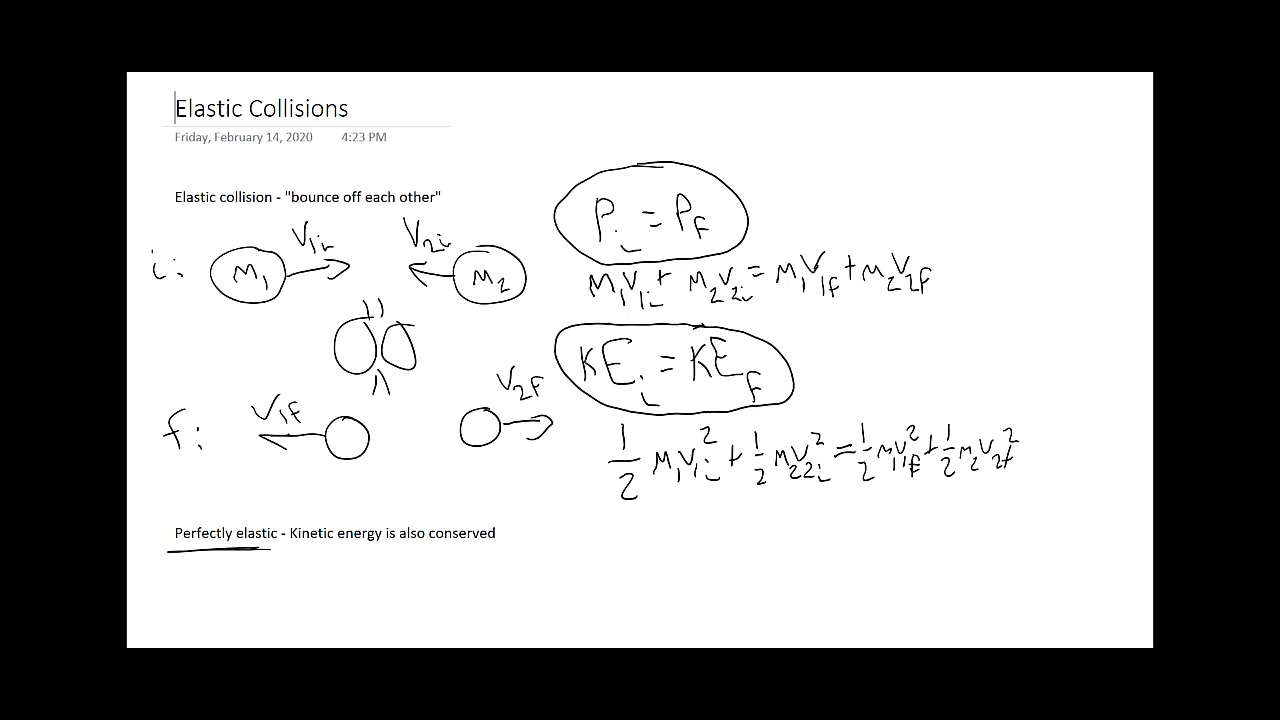 Elastic Collisions
Friday, February 14, 2020 4:23 PM
Elastic collision - "bounce off each other"
i: m₁ v₁ᵢ v₂ᵢ m₂
f: v₁f v₂f
Pᵢ = PF
m₁v₁ᵢ + m₂v₂ᵢ = m₁v₁f + m₂v₂f
KEᵢ = KEF
1/2 m₁v₁ᵢ² + 1/2 m₂v₂ᵢ² = 1/2 m₁v₁f² + 1/2 m₂v₂f²
Perfectly elastic - Kinetic energy is also conserved